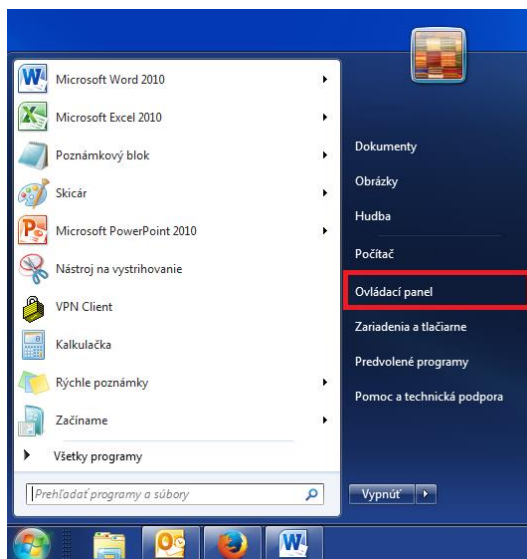 Microsoft Word 2010
Microsoft Excel 2010
Poznámkový blok
Skicár
Microsoft PowerPoint 2010
Nástroj na vystrihovanie
VPN Client
Kalkulačka
Rýchle poznámky
Začíname
Všetky programy
Prehľadať programy a súbory
Dokumenty
Obrázky
Hudba
Počítač
Ovládací panel
Zariadenia a tlačiarne
Predvolené programy
Pomoc a technická podpora
Vypnúť